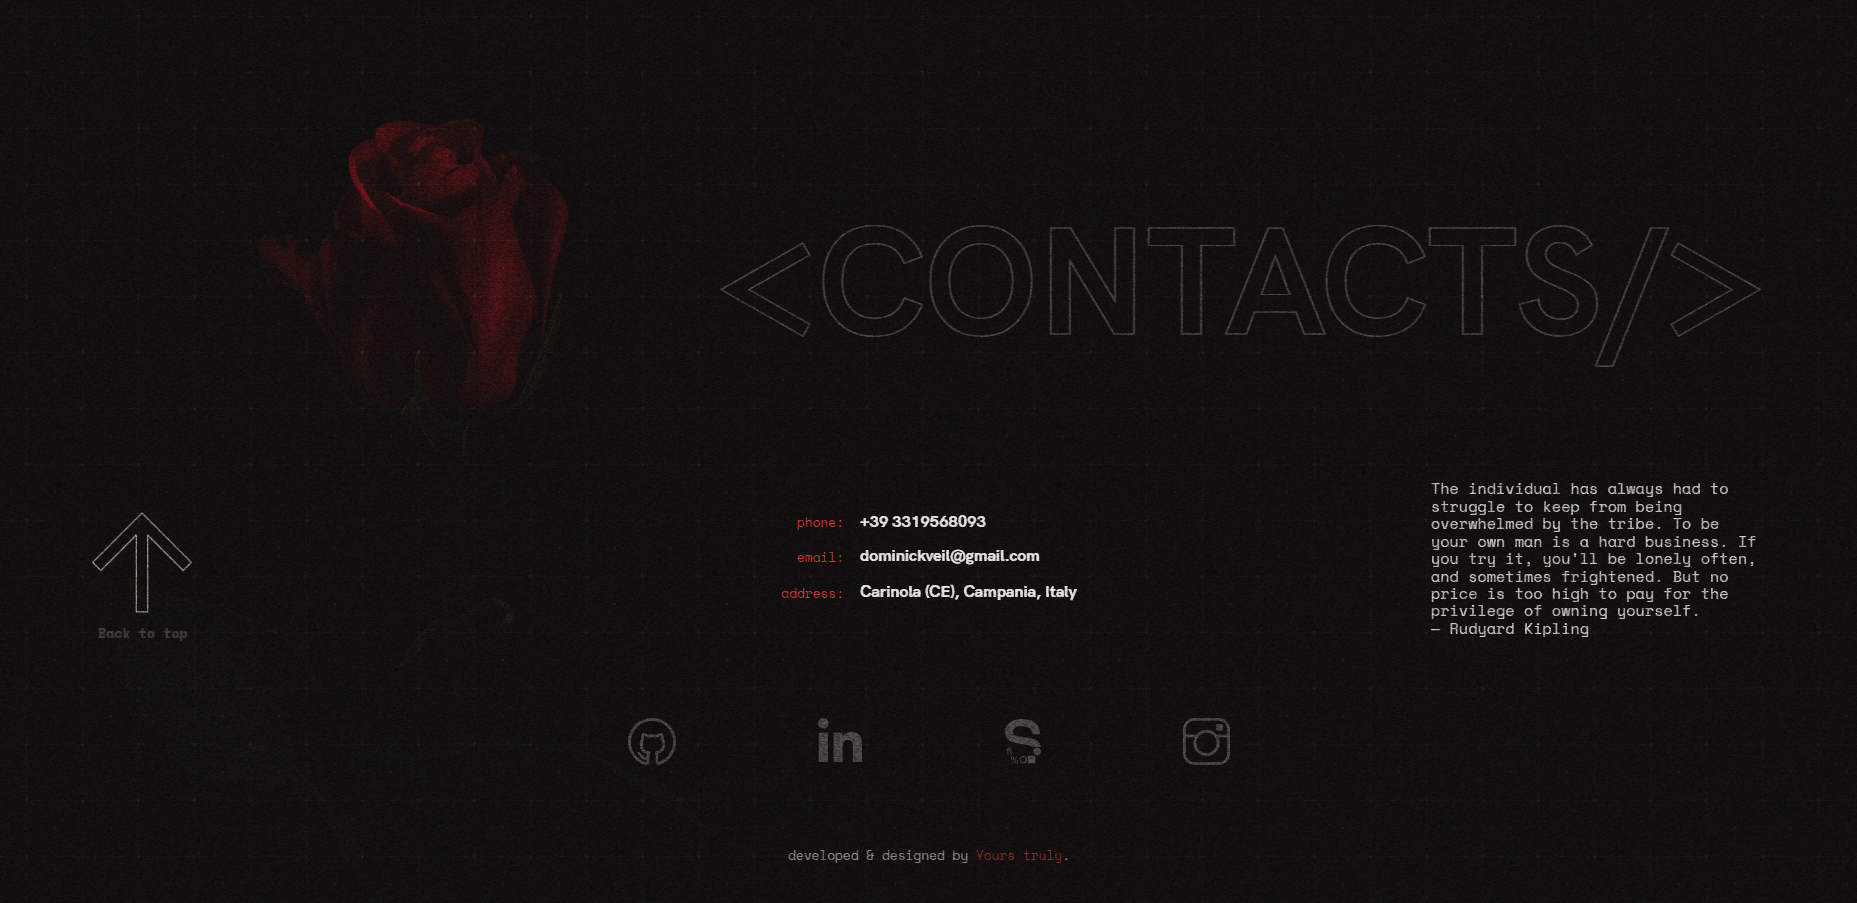 <CONTACTS/>
phone: +39 3319568093
email: dominickveil@gmail.com
address: Carinola (CE), Campania, Italy
The individual has always had to
struggle to keep from being
overwhelmed by the tribe. To be
your own man is a hard business. If
you try it, you'll be lonely often,
and sometimes frightened. But no
price is too high to pay for the
privilege of owning yourself.
— Rudyard Kipling
Back to top
in
S
developed & designed by Yours truly.